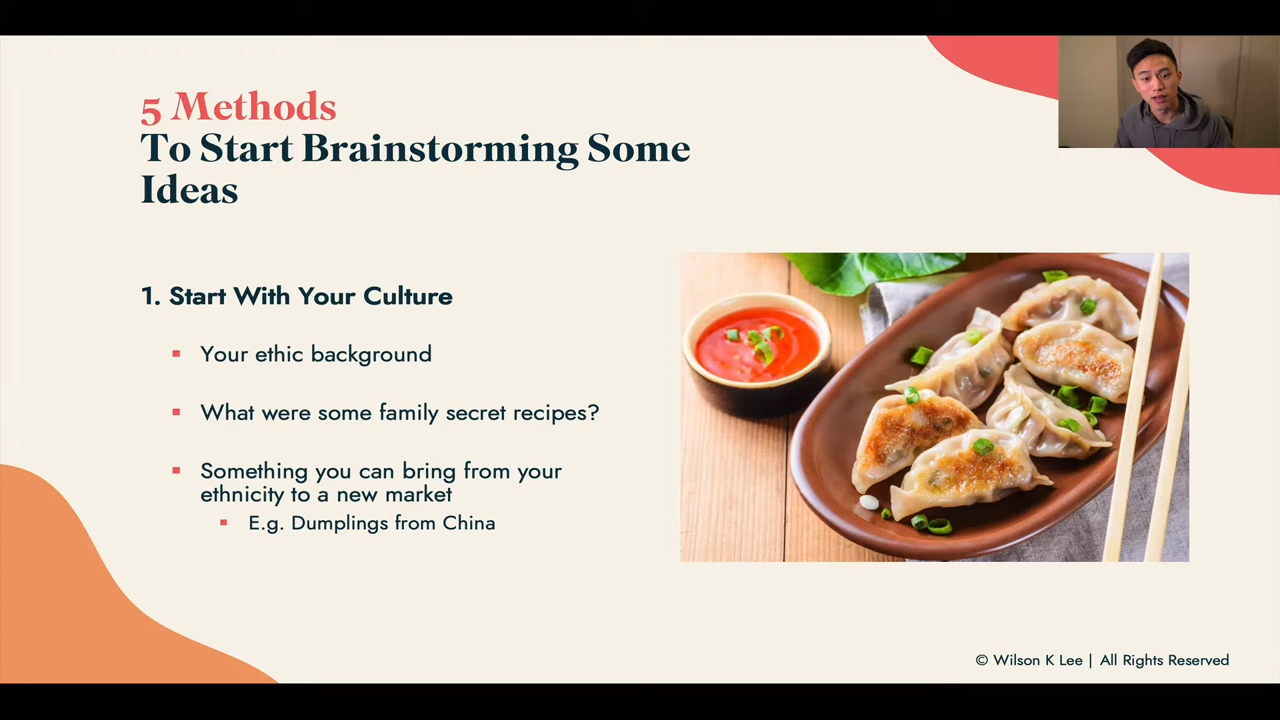 5 Methods
To Start Brainstorming Some
Ideas
1. Start With Your Culture
Your ethic background
What were some family secret recipes?
Something you can bring from your
ethnicity to a new market
E.g. Dumplings from China
© Wilson K Lee | All Rights Reserved